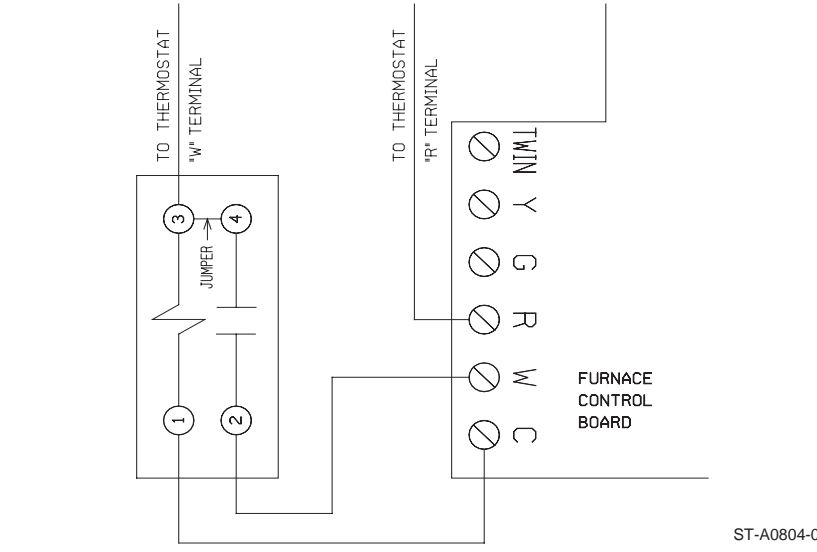 TO THERMOSTAT
"W" TERMINAL
TO THERMOSTAT
"R" TERMINAL
TWIN
Y
G
R
W
C
3
4
JUMPER
1
2
FURNACE
CONTROL
BOARD